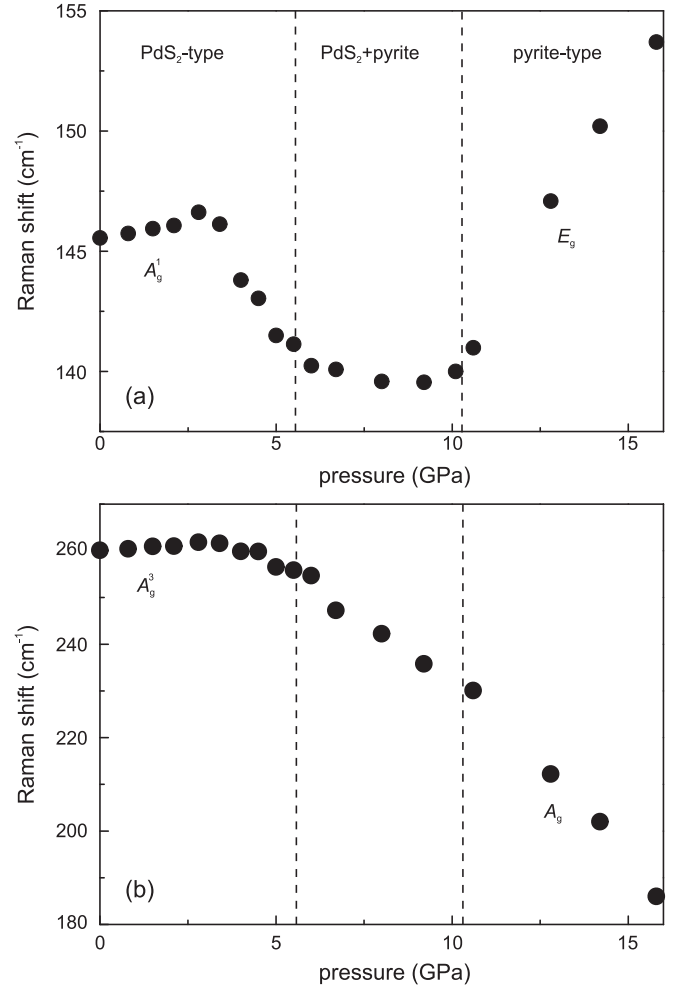 155
PdS₂-type PdS₂+pyrite pyrite-type
150
145
140
Raman shift (cm⁻¹)
A¹g
Eg
(a)
0 5 10 15
pressure (GPa)
260
240
220
200
180
Raman shift (cm⁻¹)
A³g
Ag
(b)
0 5 10 15
pressure (GPa)